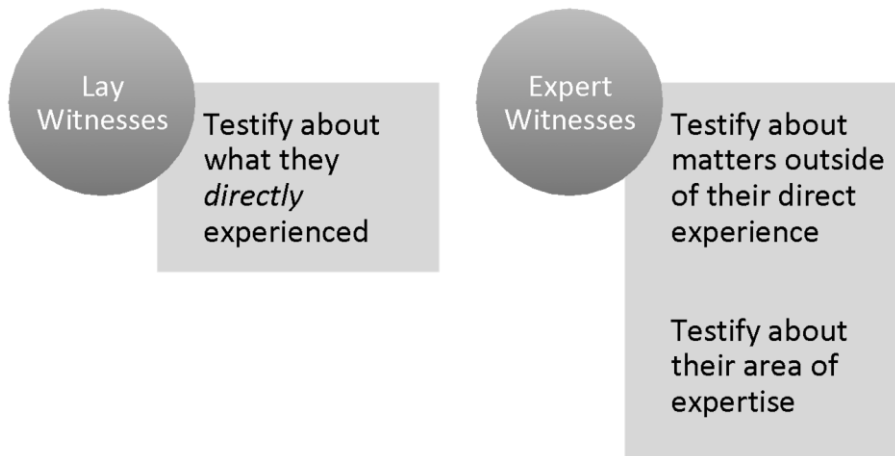 Lay
Witnesses
Testify about
what they
directly
experienced
Expert
Witnesses
Testify about
matters outside
of their direct
experience
Testify about
their area of
expertise